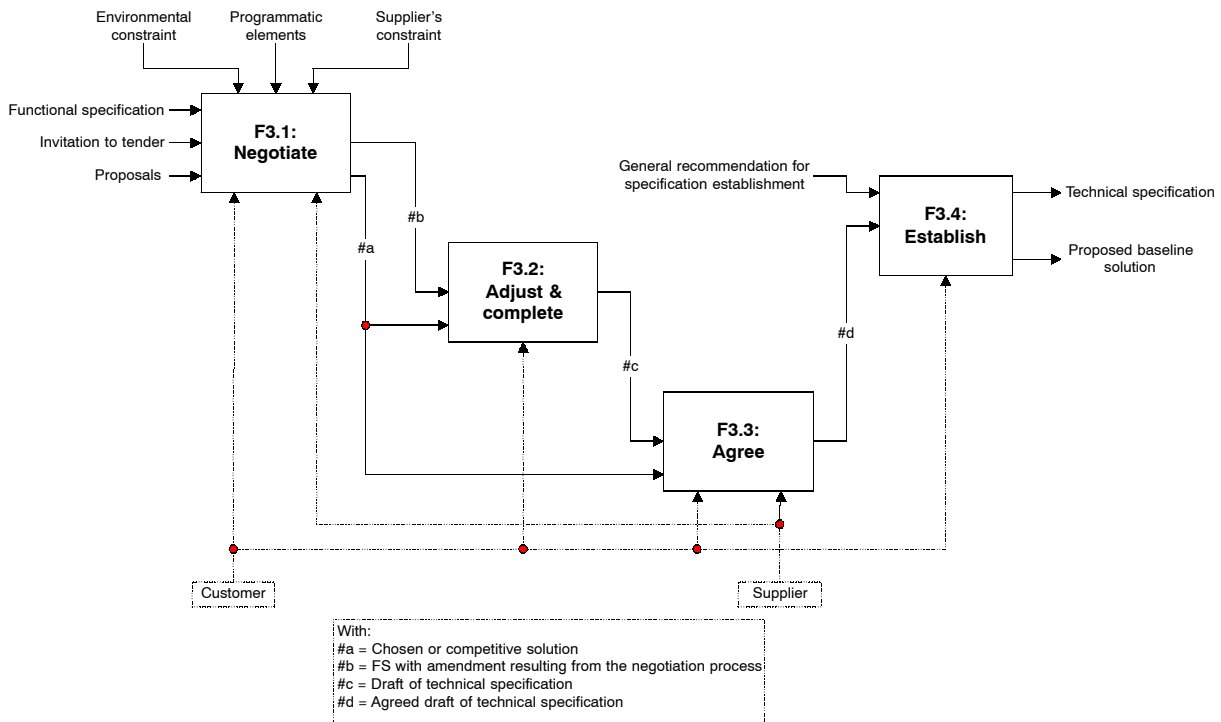 Environmental
constraint
Programmatic
elements
Supplier's
constraint
Functional specification
Invitation to tender
Proposals
F3.1:
Negotiate
General recommendation for
specification establishment
Technical specification
F3.4:
Establish
Proposed baseline
solution
#b
#a
F3.2:
Adjust &
complete
#d
#c
F3.3:
Agree
Customer
Supplier
With:
#a = Chosen or competitive solution
#b = FS with amendment resulting from the negotiation process
#c = Draft of technical specification
#d = Agreed draft of technical specification